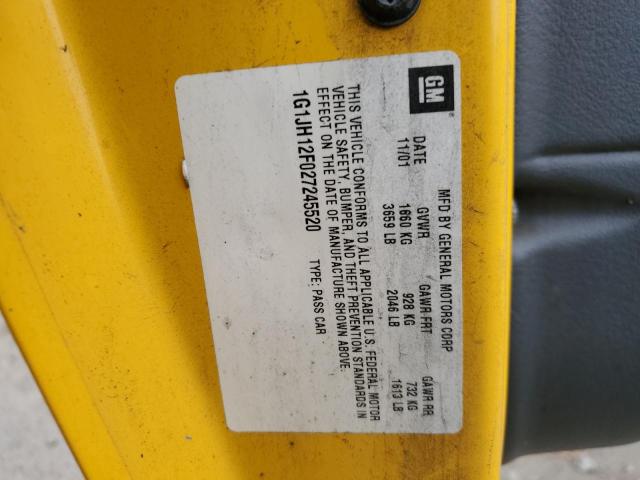 GM
MFD BY GENERAL MOTORS CORP
DATE GVWR GAWR FRT GAWR RR
11/01 1660 KG 928 KG 732 KG
3659 LB 2046 LB 1613 LB
THIS VEHICLE CONFORMS TO ALL APPLICABLE U.S. FEDERAL MOTOR
VEHICLE SAFETY, BUMPER, AND THEFT PREVENTION STANDARDS IN
EFFECT ON THE DATE OF MANUFACTURE SHOWN ABOVE.
1G1JH12F027245520 TYPE: PASS CAR